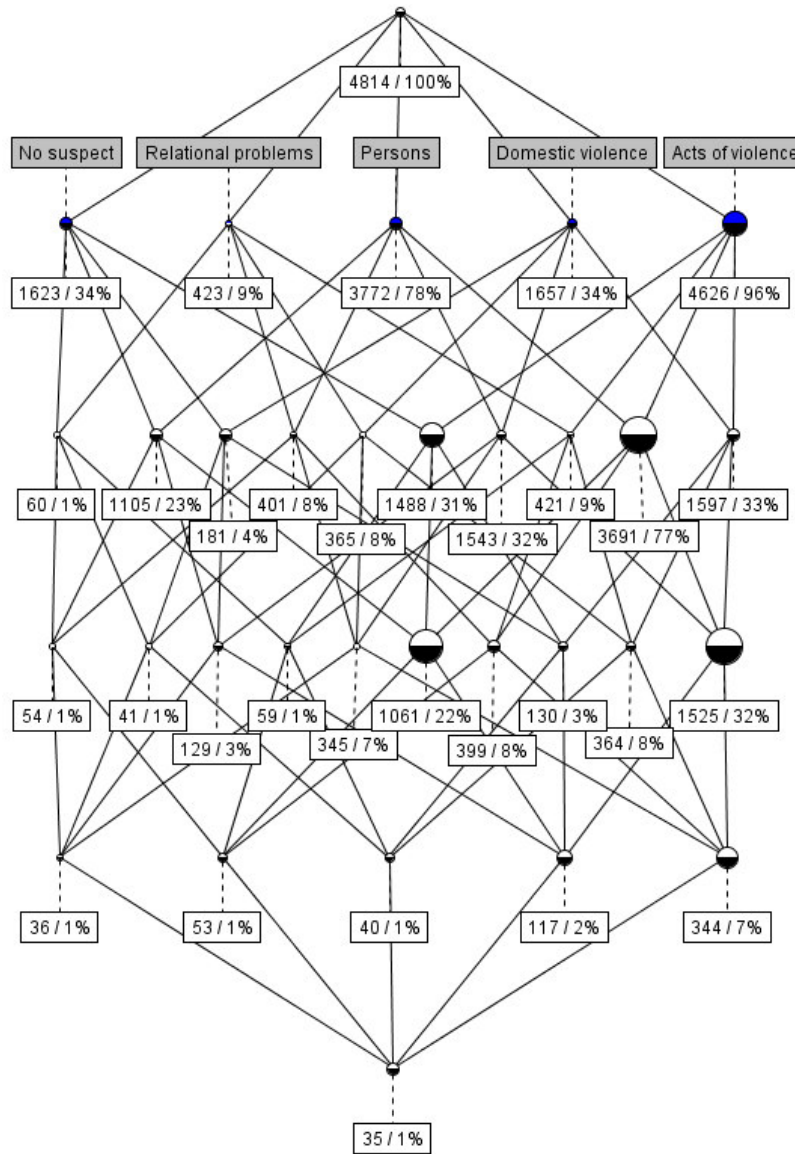 4814 / 100%
No suspect
Relational problems
Persons
Domestic violence
Acts of violence
1623 / 34%
423 / 9%
3772 / 78%
1657 / 34%
4626 / 96%
60 / 1%
1105 / 23%
401 / 8%
1488 / 31%
421 / 9%
1597 / 33%
181 / 4%
365 / 8%
1543 / 32%
3691 / 77%
54 / 1%
41 / 1%
59 / 1%
1061 / 22%
130 / 3%
1525 / 32%
129 / 3%
345 / 7%
399 / 8%
364 / 8%
36 / 1%
53 / 1%
40 / 1%
117 / 2%
344 / 7%
35 / 1%